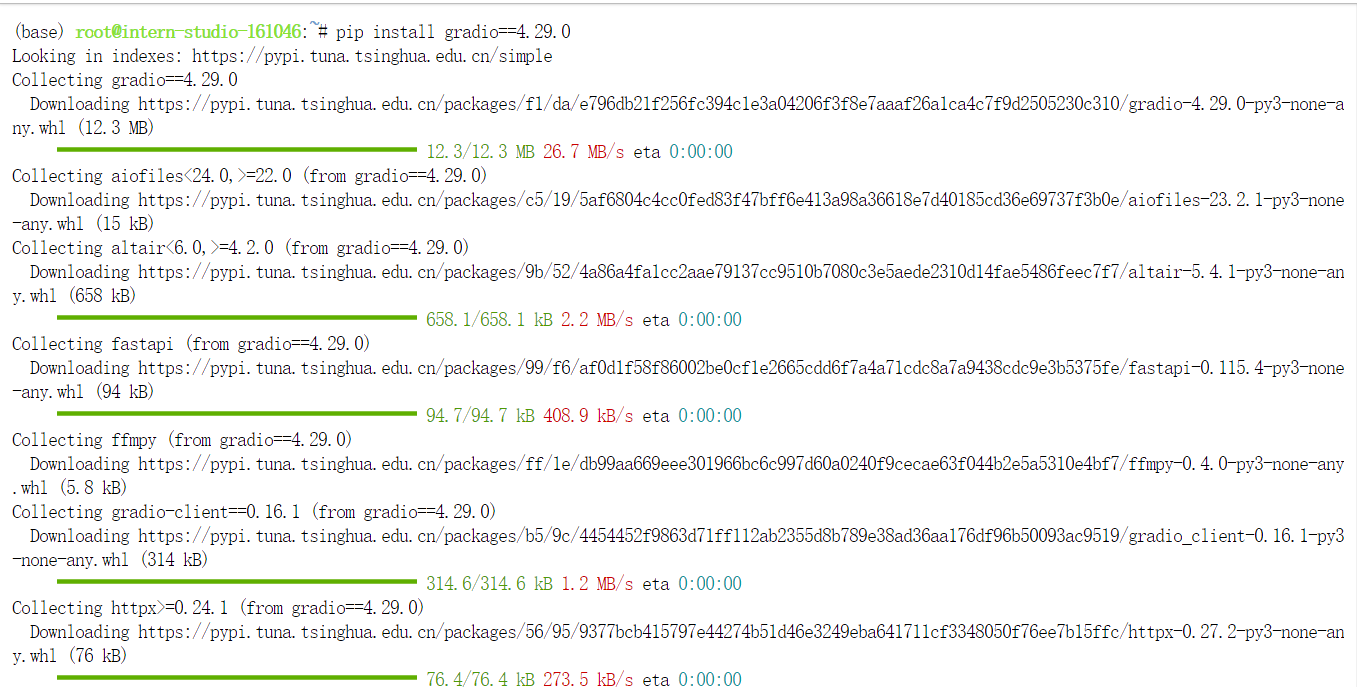 (base) root@intern-studio-161046:~# pip install gradio==4.29.0
Looking in indexes: https://pypi.tuna.tsinghua.edu.cn/simple
Collecting gradio==4.29.0
  Downloading https://pypi.tuna.tsinghua.edu.cn/packages/f1/da/e796db21f256fc394c1e3a04206f3f8e7aaaf26a1ca4c7f9d2505230c310/gradio-4.29.0-py3-none-a
ny.whl (12.3 MB)
12.3/12.3 MB 26.7 MB/s eta 0:00:00
Collecting aiofiles<24.0,>=22.0 (from gradio==4.29.0)
  Downloading https://pypi.tuna.tsinghua.edu.cn/packages/c5/19/5af6804c4cc0fed83f47bff6e413a98a36618e7d40185cd36e69737f3b0e/aiofiles-23.2.1-py3-none
-any.whl (15 kB)
Collecting altair<6.0,>=4.2.0 (from gradio==4.29.0)
  Downloading https://pypi.tuna.tsinghua.edu.cn/packages/9b/52/4a86a4fa1cc2aae79137cc9510b7080c3e5aede2310d14fae5486feec7f7/altair-5.4.1-py3-none-an
y.whl (658 kB)
658.1/658.1 kB 2.2 MB/s eta 0:00:00
Collecting fastapi (from gradio==4.29.0)
  Downloading https://pypi.tuna.tsinghua.edu.cn/packages/99/f6/af0d1f58f86002be0cf1e2665cdd6f7a4a71cdc8a7a9438cdc9e3b5375fe/fastapi-0.115.4-py3-none
-any.whl (94 kB)
94.7/94.7 kB 408.9 kB/s eta 0:00:00
Collecting ffmpy (from gradio==4.29.0)
  Downloading https://pypi.tuna.tsinghua.edu.cn/packages/ff/1e/db99aa669eee301966bc6c997d60a0240f9cecae63f044b2e5a5310e4bf7/ffmpy-0.4.0-py3-none-any
.whl (5.8 kB)
Collecting gradio-client==0.16.1 (from gradio==4.29.0)
  Downloading https://pypi.tuna.tsinghua.edu.cn/packages/b5/9c/4454452f9863d71ff112ab2355d8b789e38ad36aa176df96b50093ac9519/gradio_client-0.16.1-py3
-none-any.whl (314 kB)
314.6/314.6 kB 1.2 MB/s eta 0:00:00
Collecting httpx>=0.24.1 (from gradio==4.29.0)
  Downloading https://pypi.tuna.tsinghua.edu.cn/packages/56/95/9377bcb415797e44274b51d46e3249eba641711cf3348050f76ee7b15ffc/httpx-0.27.2-py3-none-an
y.whl (76 kB)
76.4/76.4 kB 273.5 kB/s eta 0:00:00